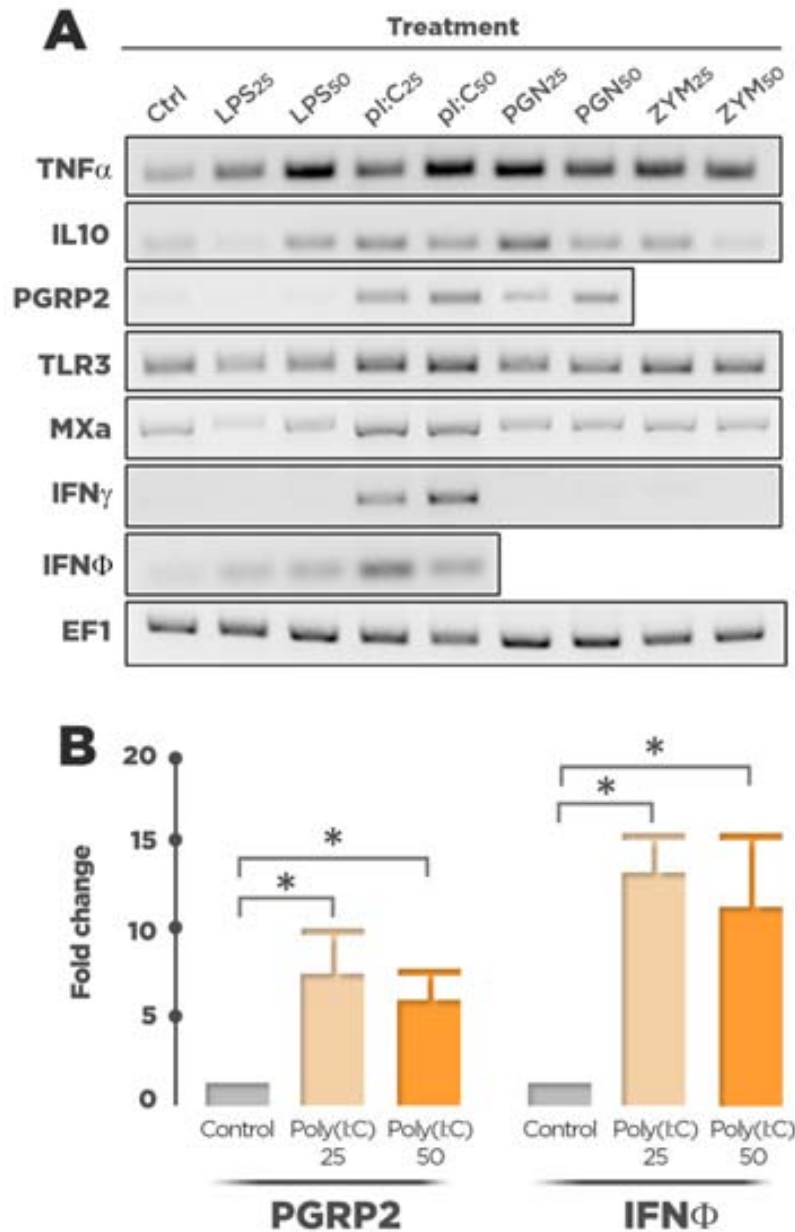 A
Treatment
Ctrl LPS25 LPS50 pI:C25 pI:C50 PGN25 PGN50 ZYM25 ZYM50
TNFα
IL10
PGRP2
TLR3
MXa
IFNγ
IFNΦ
EF1
B
Fold change
20
15
10
5
0
* * * *
Control Poly(I:C) 25 Poly(I:C) 50 Control Poly(I:C) 25 Poly(I:C) 50
PGRP2 IFNΦ